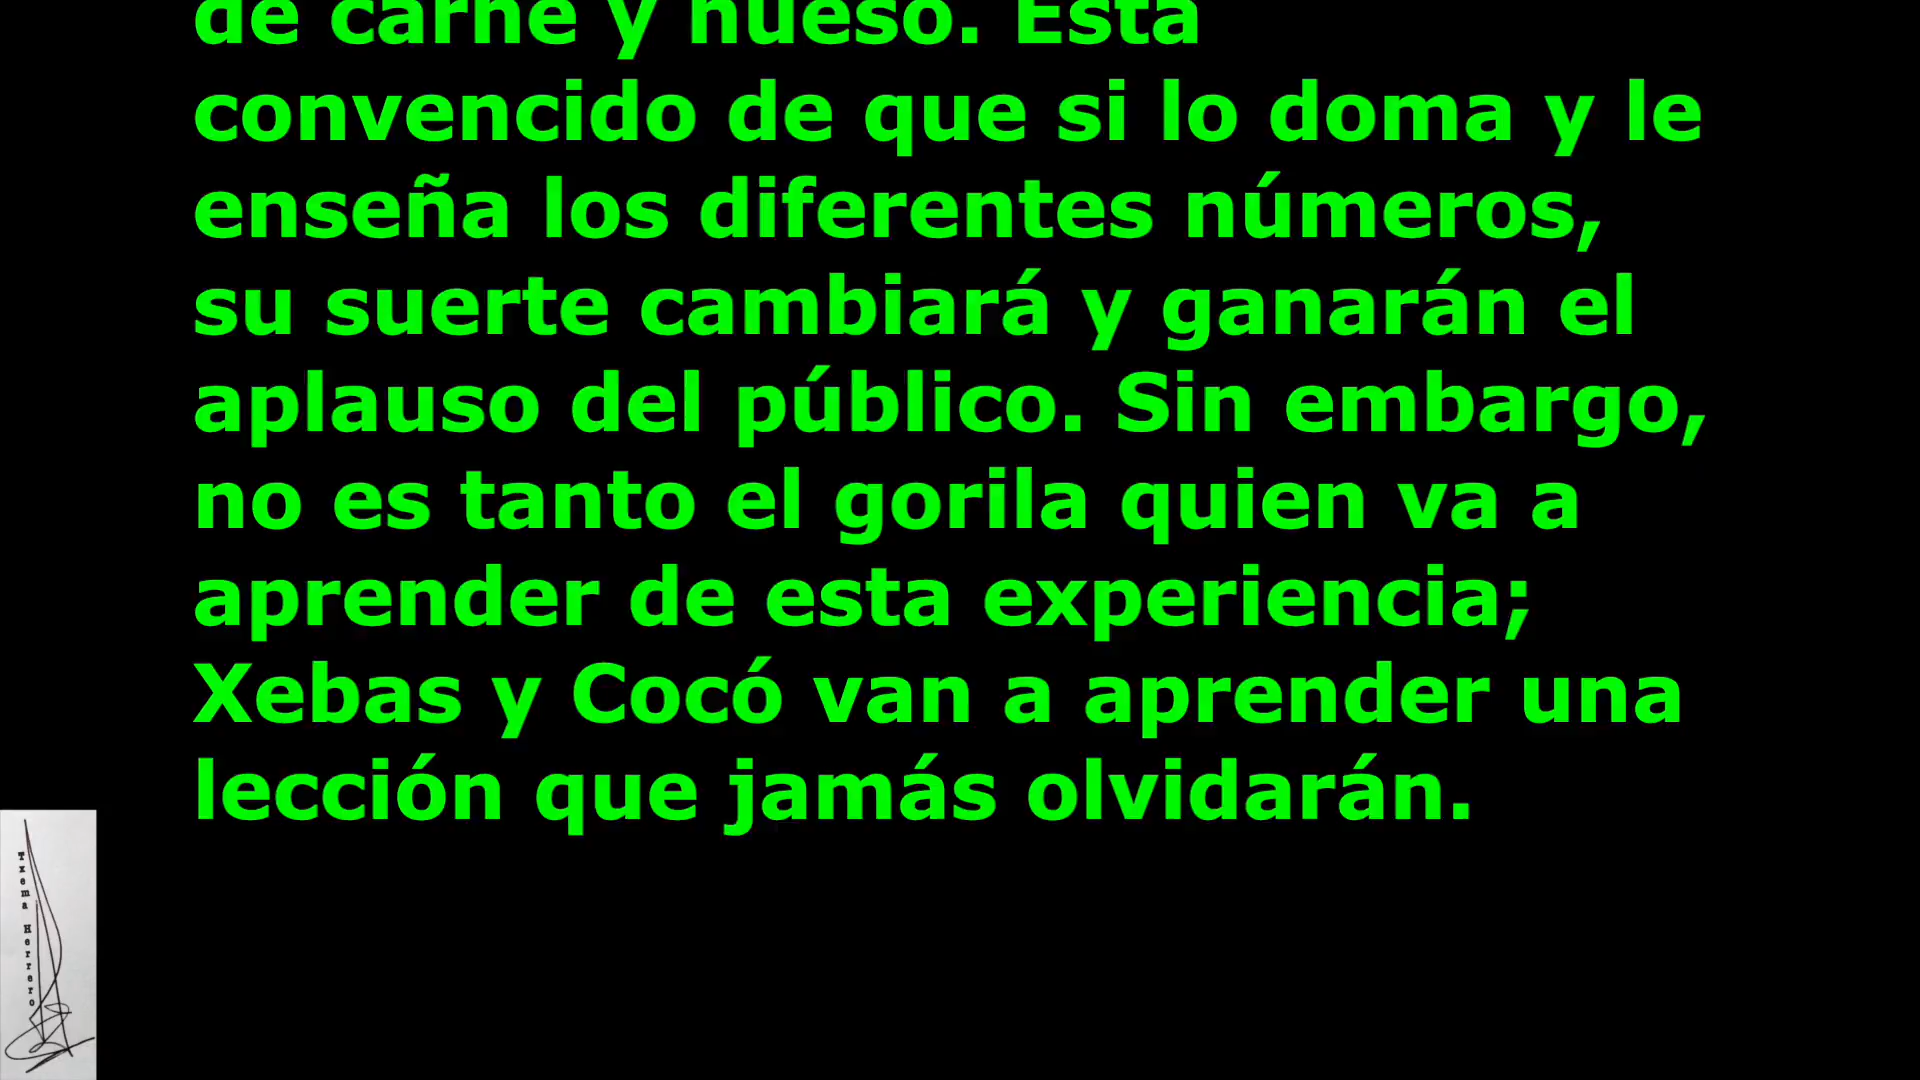 de carne y hueso. Está
convencido de que si lo doma y le
enseña los diferentes números,
su suerte cambiará y ganarán el
aplauso del público. Sin embargo,
no es tanto el gorila quien va a
aprender de esta experiencia;
Xebas y Cocó van a aprender una
lección que jamás olvidarán.
Txema Herrero